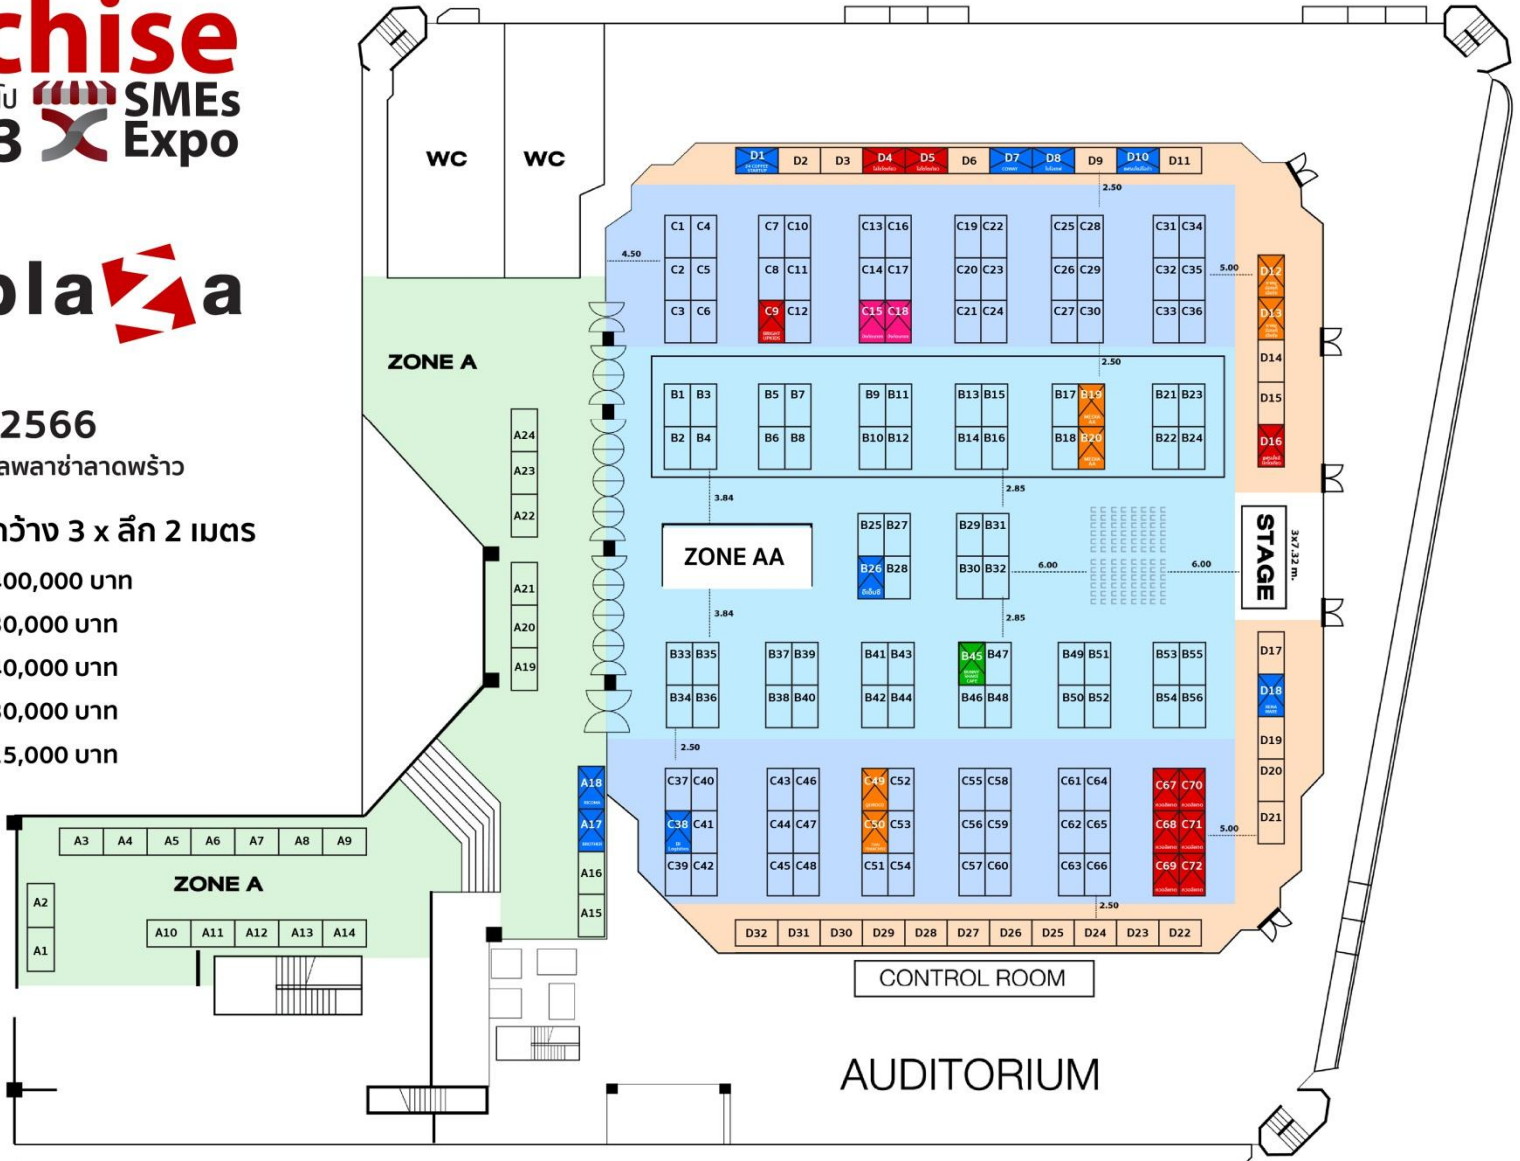 chise
SMEs
3
Expo
plaza
2566
ลพลาซ่าลาดพร้าว
กว้าง 3 x ลึก 2 เมตร
400,000 บาท
30,000 บาท
40,000 บาท
30,000 บาท
25,000 บาท
WC
WC
D1 D2 D3 D4 D5 D6 D7 D8 D9 D10 D11
2.50
C1 C4 C7 C10 C13 C16 C19 C22 C25 C28 C31 C34
4.50
5.00
C2 C5 C8 C11 C14 C17 C20 C23 C26 C29 C32 C35
C3 C6 C9 C12 C15 C18 C21 C24 C27 C30 C33 C36
D12
D13
D14
D15
D16
2.50
ZONE A
B1 B3 B5 B7 B9 B11 B13 B15 B17 B19 B21 B23
B2 B4 B6 B8 B10 B12 B14 B16 B18 B20 B22 B24
A24
A23
A22
3.84
2.85
ZONE AA
B25 B27 B29 B31
B26 B28 B30 B32
6.00
6.00
STAGE
3x7.32 m.
A21
A20
A19
3.84
2.85
B33 B35 B37 B39 B41 B43 B45 B47 B49 B51 B53 B55
B34 B36 B38 B40 B42 B44 B46 B48 B50 B52 B54 B56
D17
D18
D19
D20
D21
2.50
A18
A17
BROTHER
A16
A15
C37 C40 C43 C46 C49 C52 C55 C58 C61 C64 C67 C70
C38 C41 C44 C47 C50 C53 C56 C59 C62 C65 C68 C71
5.00
C39 C42 C45 C48 C51 C54 C57 C60 C63 C66 C69 C72
2.50
A3 A4 A5 A6 A7 A8 A9
ZONE A
A2
A1
A10 A11 A12 A13 A14
D32 D31 D30 D29 D28 D27 D26 D25 D24 D23 D22
CONTROL ROOM
AUDITORIUM